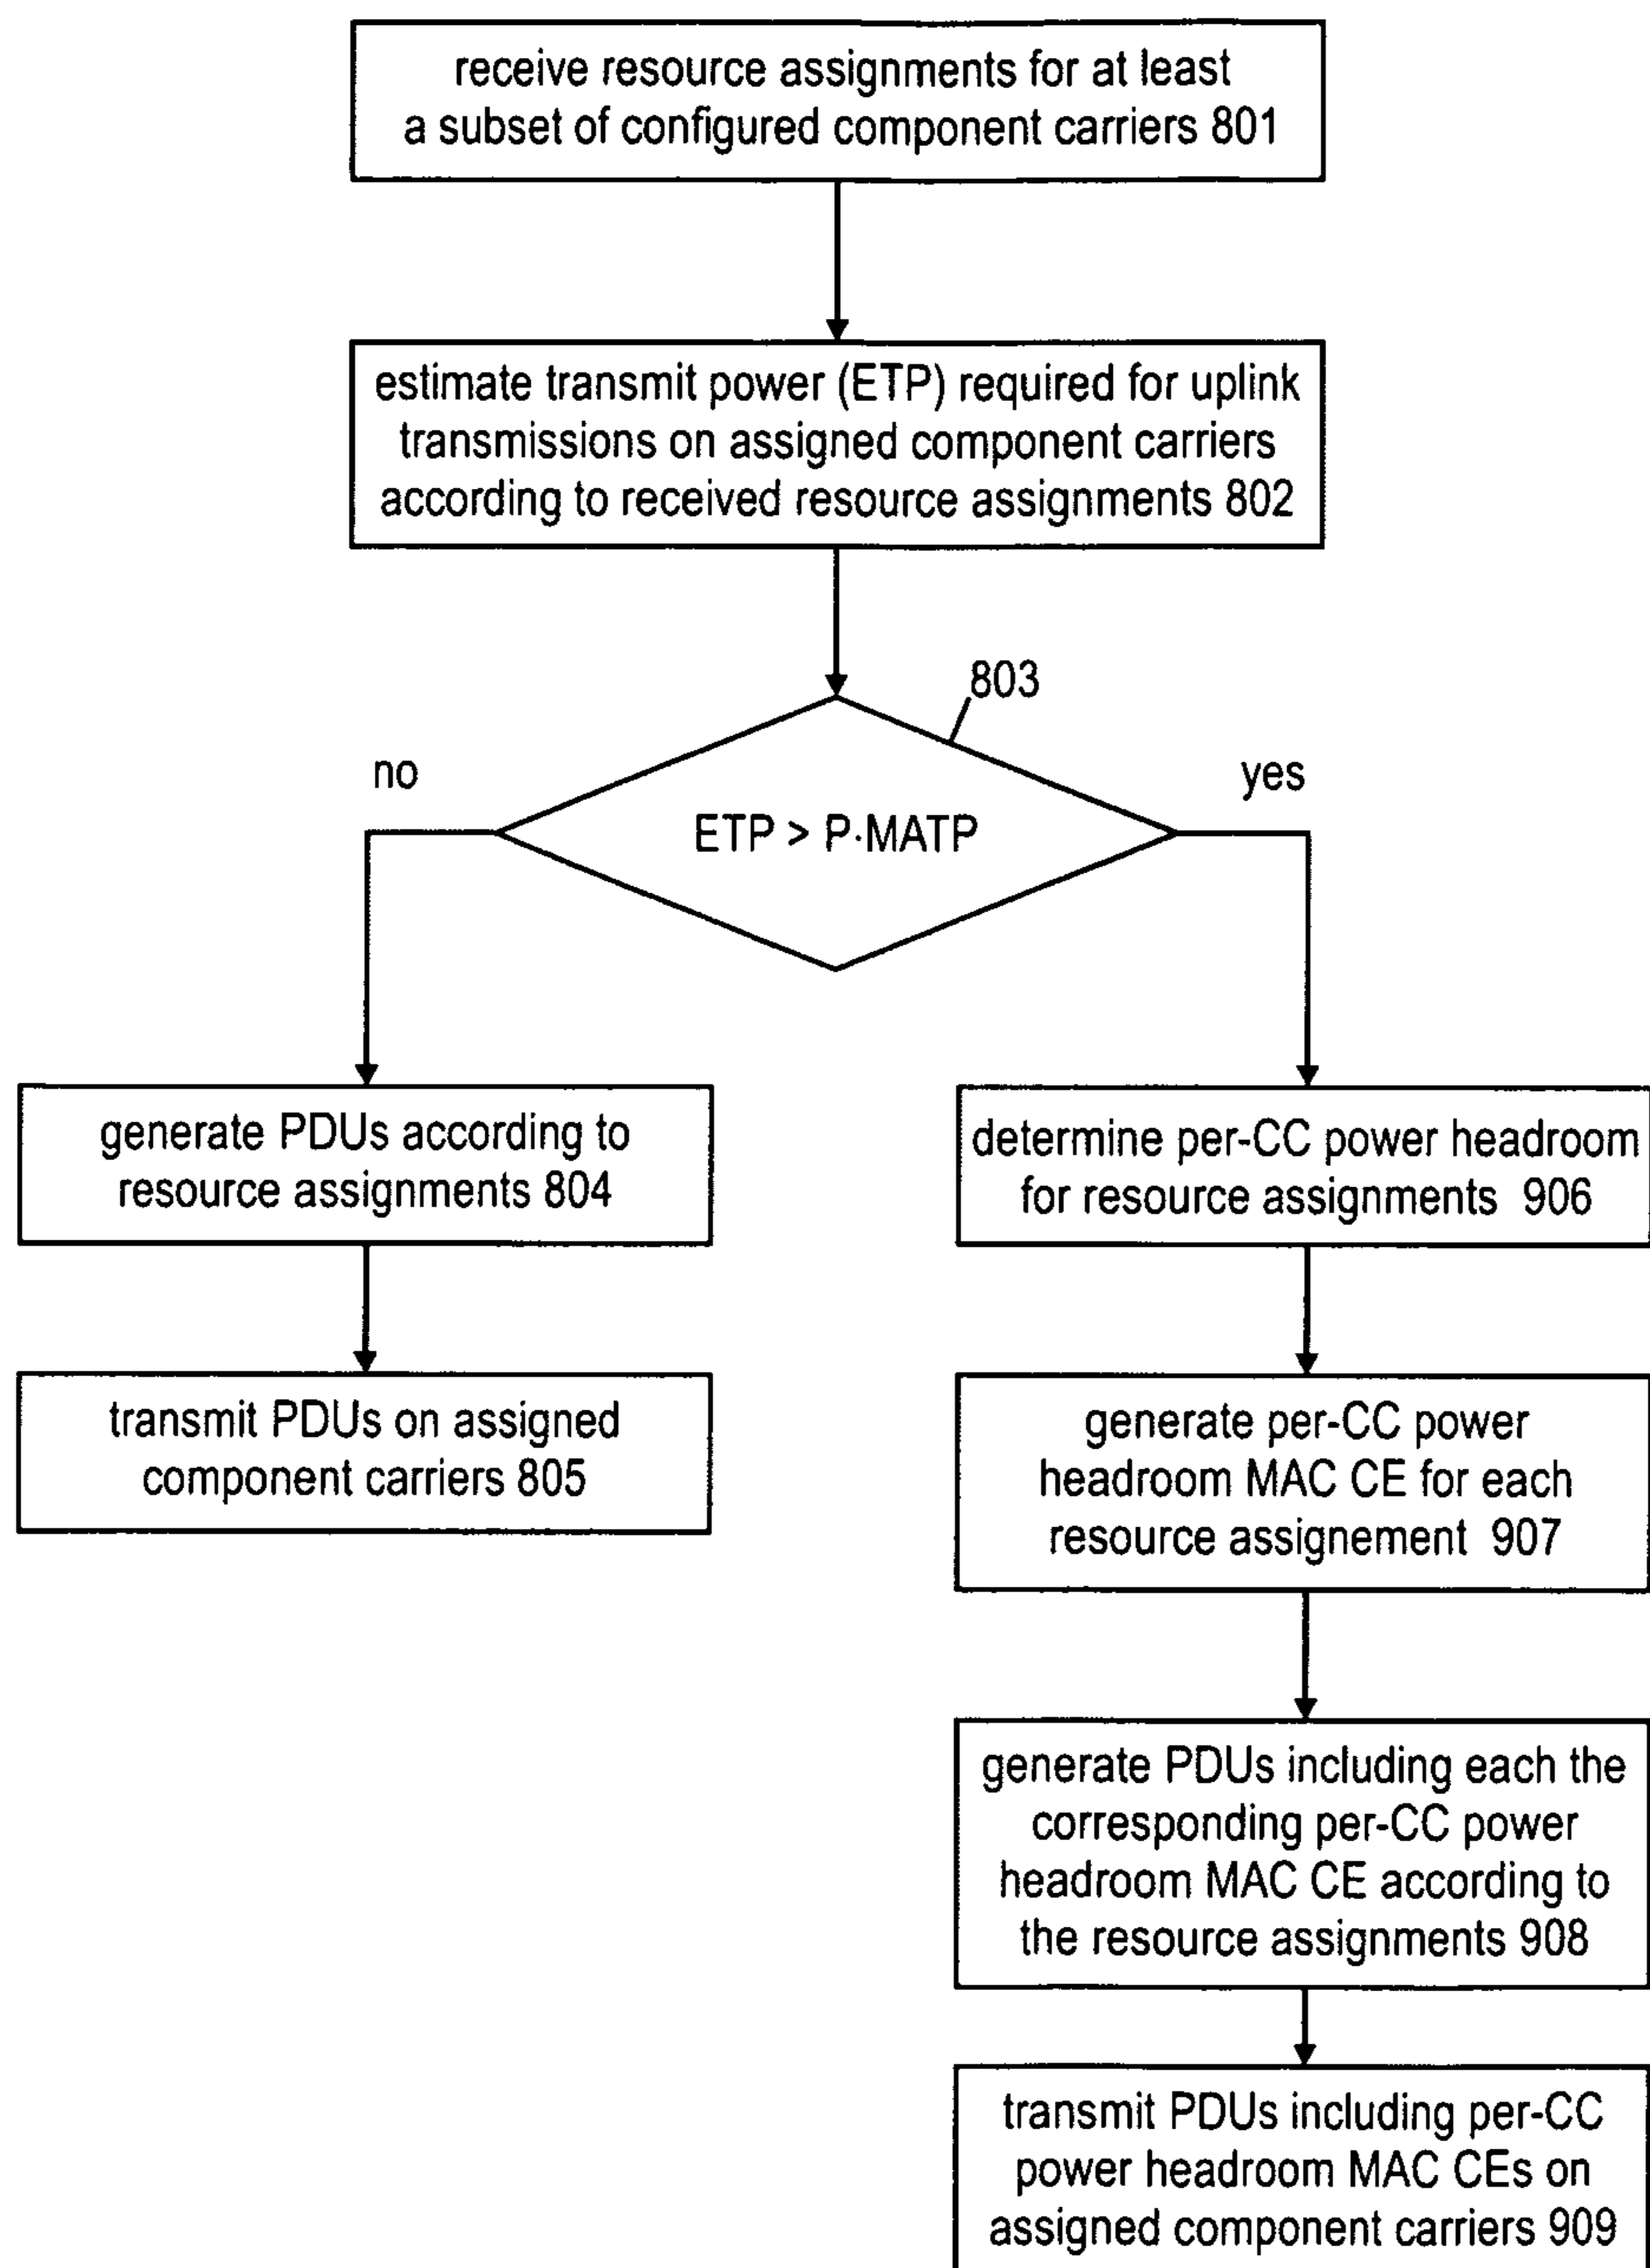 receive resource assignments for at least
a subset of configured component carriers 801
estimate transmit power (ETP) required for uplink
transmissions on assigned component carriers
according to received resource assignments 802
803
no
yes
ETP > P·MATP
generate PDUs according to
resource assignments 804
determine per-CC power headroom
for resource assignments 906
transmit PDUs on assigned
component carriers 805
generate per-CC power
headroom MAC CE for each
resource assignement 907
generate PDUs including each the
corresponding per-CC power
headroom MAC CE according to
the resource assignments 908
transmit PDUs including per-CC
power headroom MAC CEs on
assigned component carriers 909